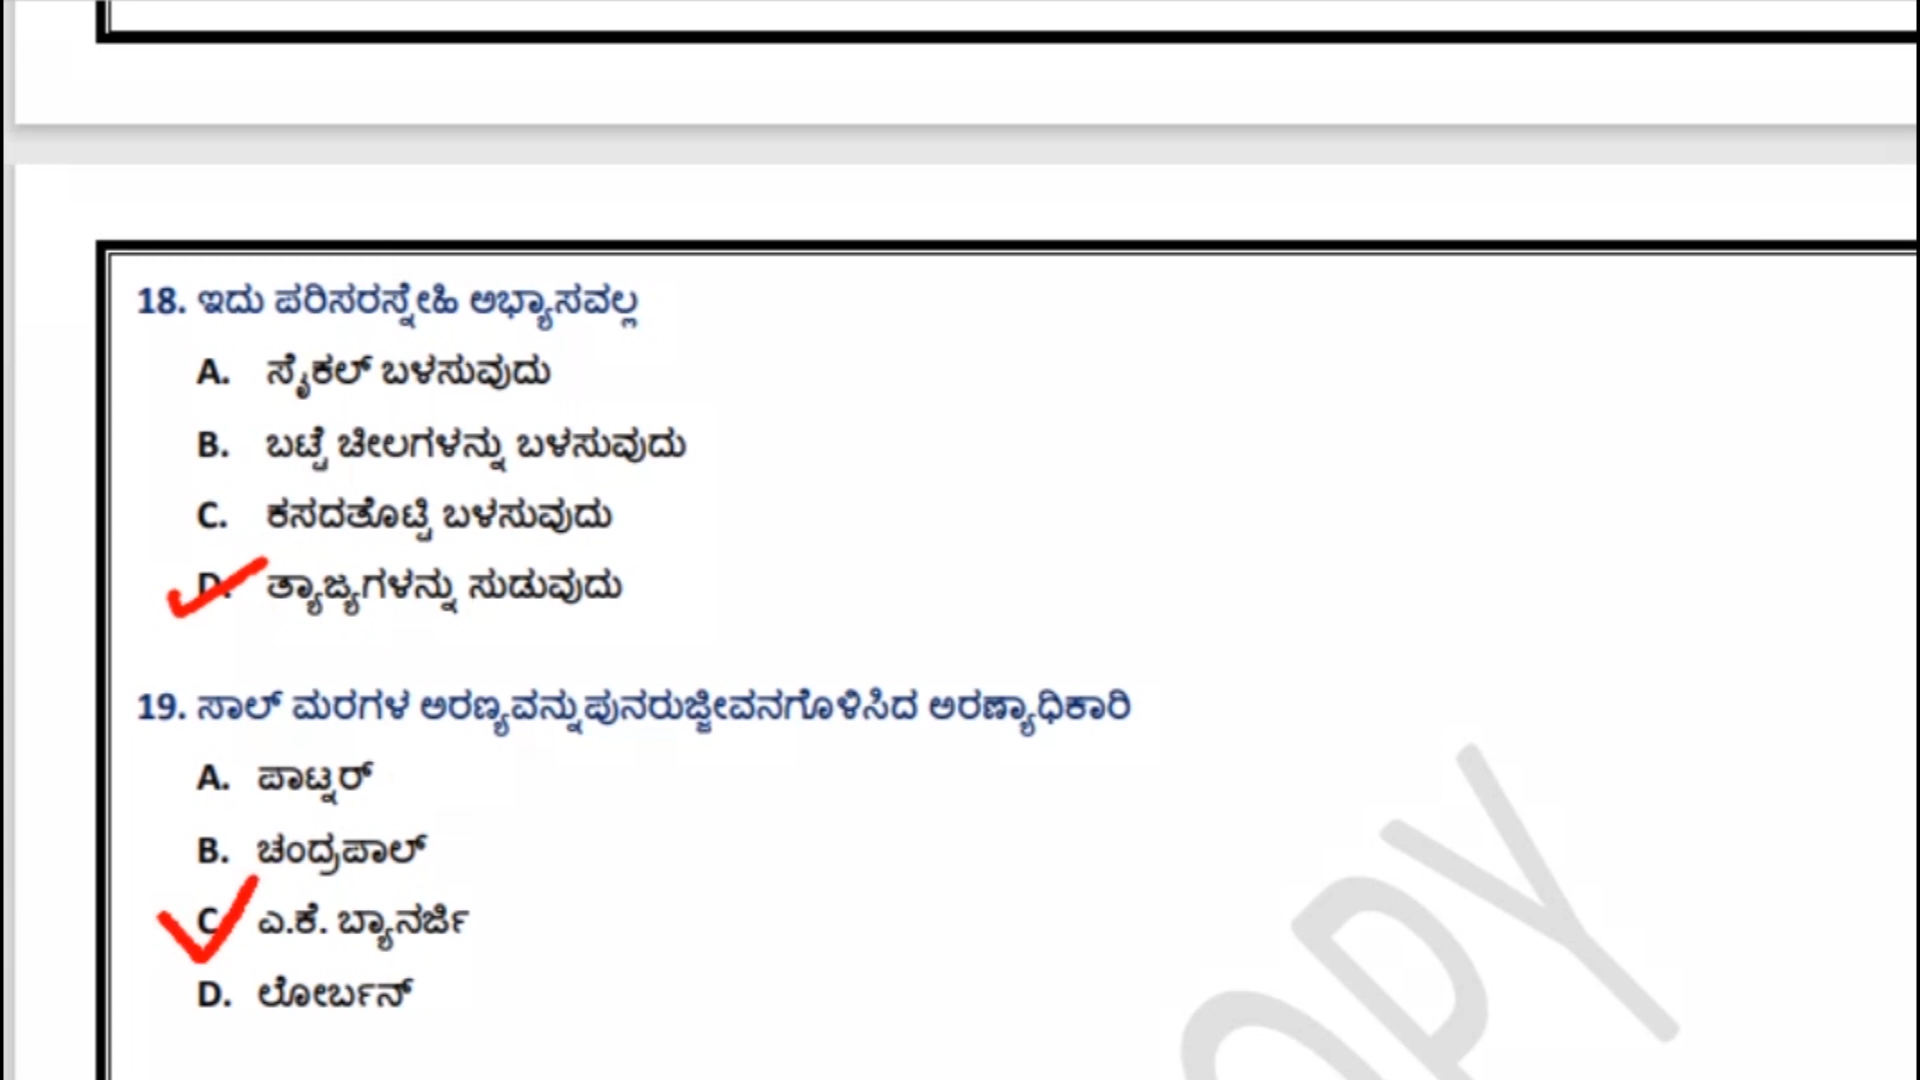 18. ಇದು ಪರಿಸರಸ್ನೇಹಿ ಅಭ್ಯಾಸವಲ್ಲ
A. ಸೈಕಲ್ ಬಳಸುವುದು
B. ಬಟ್ಟೆ ಚೀಲಗಳನ್ನು ಬಳಸುವುದು
C. ಕಸದತೊಟ್ಟಿ ಬಳಸುವುದು
D. ತ್ಯಾಜ್ಯಗಳನ್ನು ಸುಡುವುದು
19. ಸಾಲ್ ಮರಗಳ ಅರಣ್ಯವನ್ನುಪುನರುಜ್ಜೀವನಗೊಳಿಸಿದ ಅರಣ್ಯಾಧಿಕಾರಿ
A. ಪಾಟ್ನರ್
B. ಚಂದ್ರಪಾಲ್
C. ಎ.ಕೆ. ಬ್ಯಾನರ್ಜಿ
D. ಲೋರ್ಬನ್
OPY